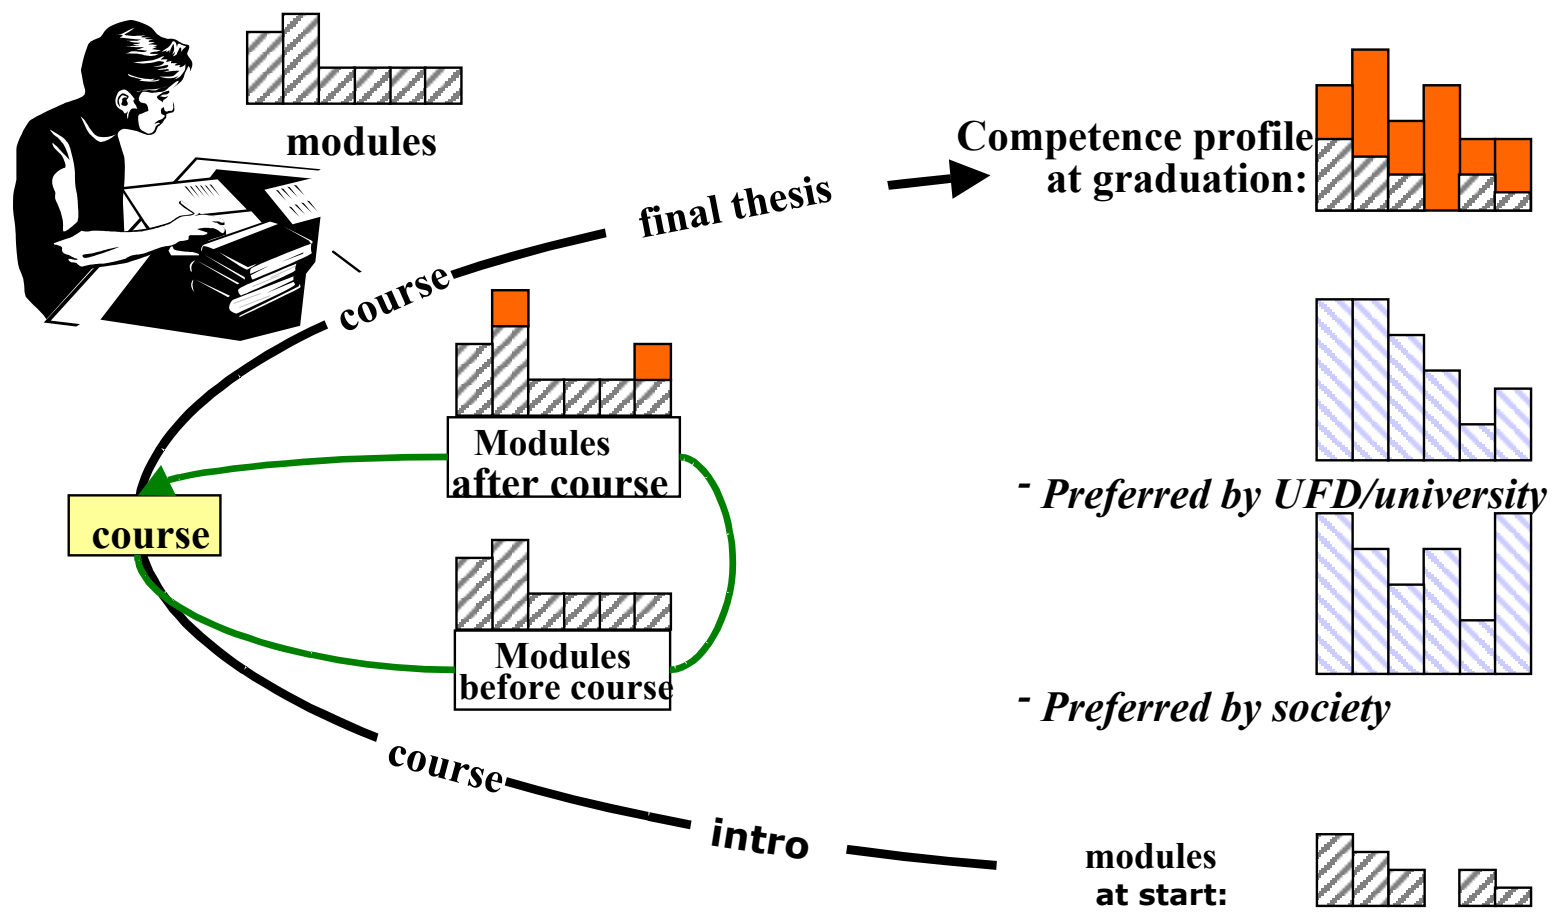 modules
Competence profile
at graduation:
final thesis
course
Modules
after course
- Preferred by UFD/university
course
Modules
before course
- Preferred by society
course
intro
modules
at start: